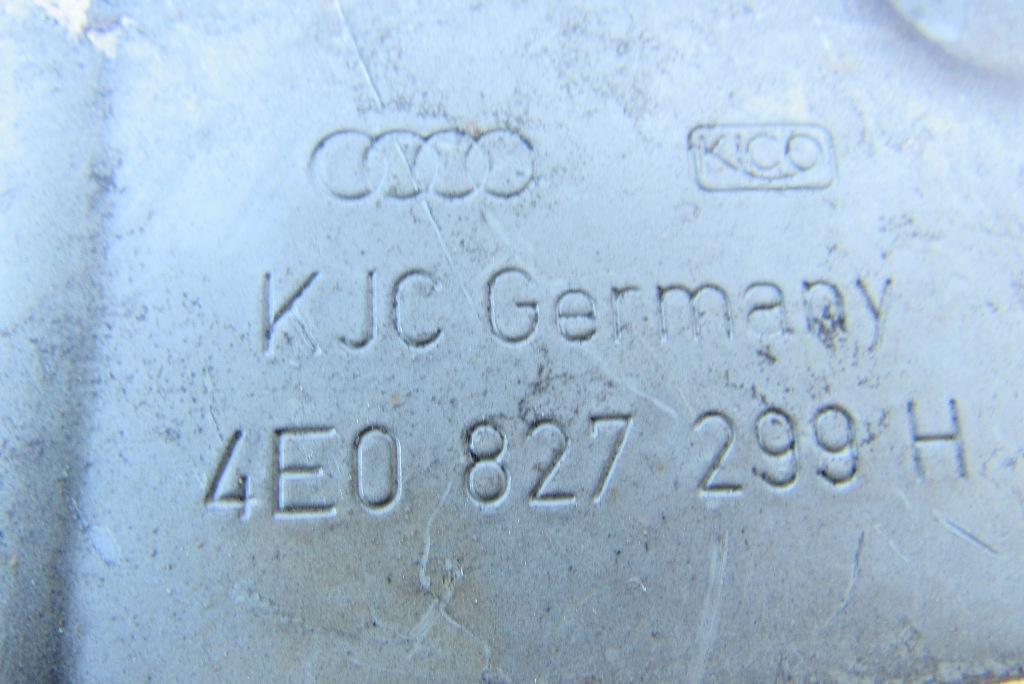 KICO
KJC Germany
4E0 827 299 H